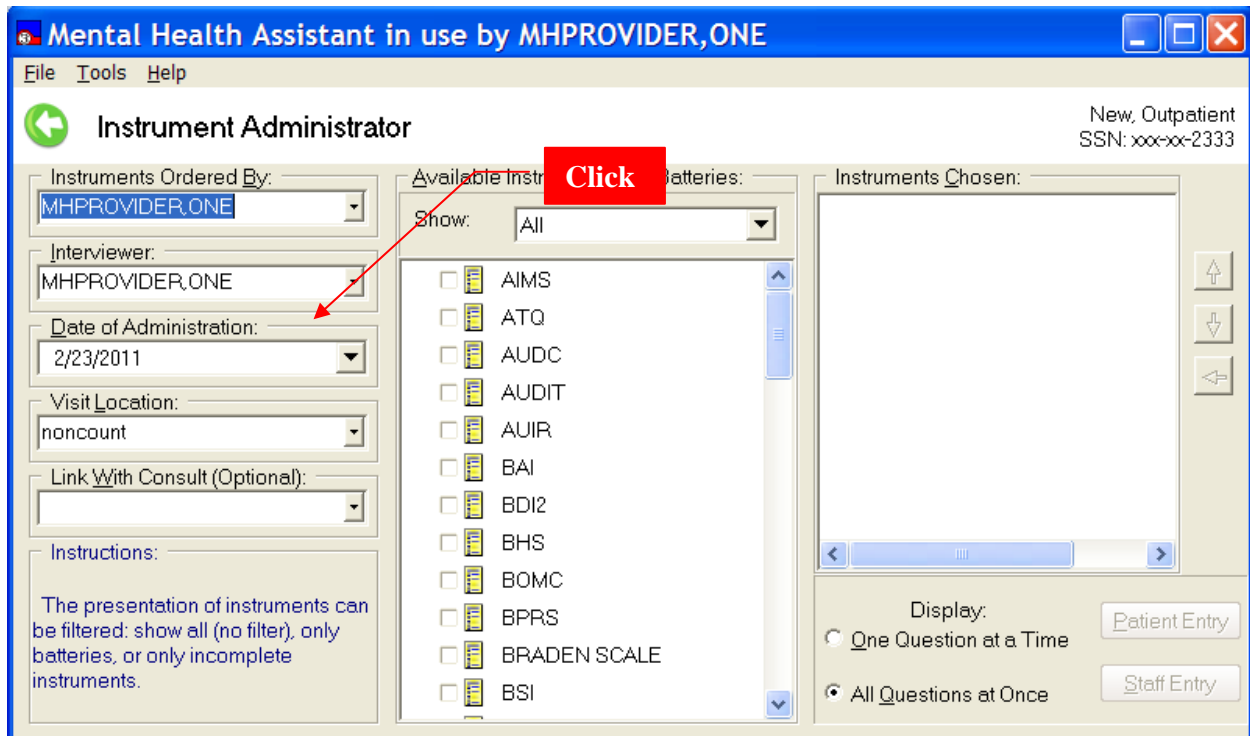 Mental Health Assistant in use by MHPROVIDER,ONE
File Tools Help
Instrument Administrator
New, Outpatient
SSN: xxx-xx-2333
Instruments Ordered By:
MHPROVIDER,ONE
Interviewer:
MHPROVIDER,ONE
Date of Administration:
2/23/2011
Visit Location:
noncount
Link With Consult (Optional):
Instructions:
The presentation of instruments can
be filtered: show all (no filter), only
batteries, or only incomplete
instruments.
Available
Click
Show:
All
AIMS
ATQ
AUDC
AUDIT
AUIR
BAI
BDI2
BHS
BOMC
BPRS
BRADEN SCALE
BSI
Instruments Chosen:
Display:
One Question at a Time
All Questions at Once
Patient Entry
Staff Entry